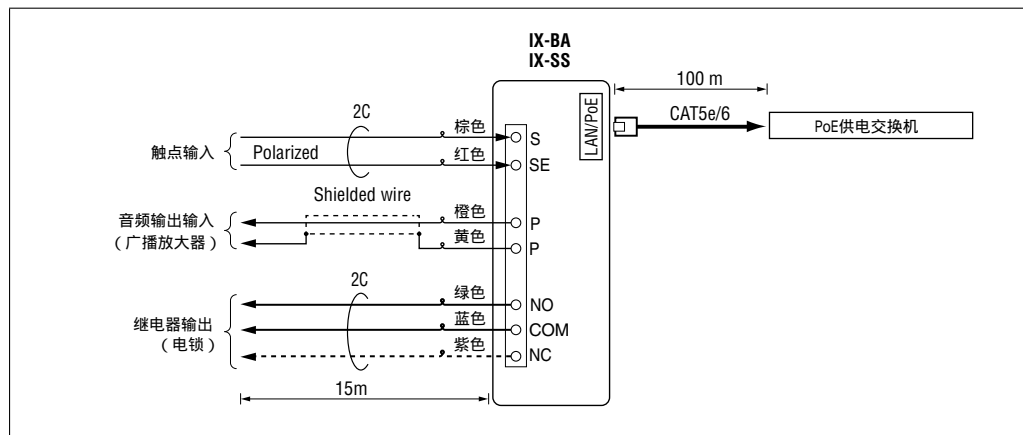 IX-BA
IX-SS
100 m
LAN/PoE
CAT5e/6
PoE供电交换机
2C
触点输入
Polarized
棕色
S
红色
SE
Shielded wire
音频输出输入
（广播放大器）
橙色
P
黄色
P
2C
继电器输出
（电锁）
绿色
NO
蓝色
COM
紫色
NC
15m